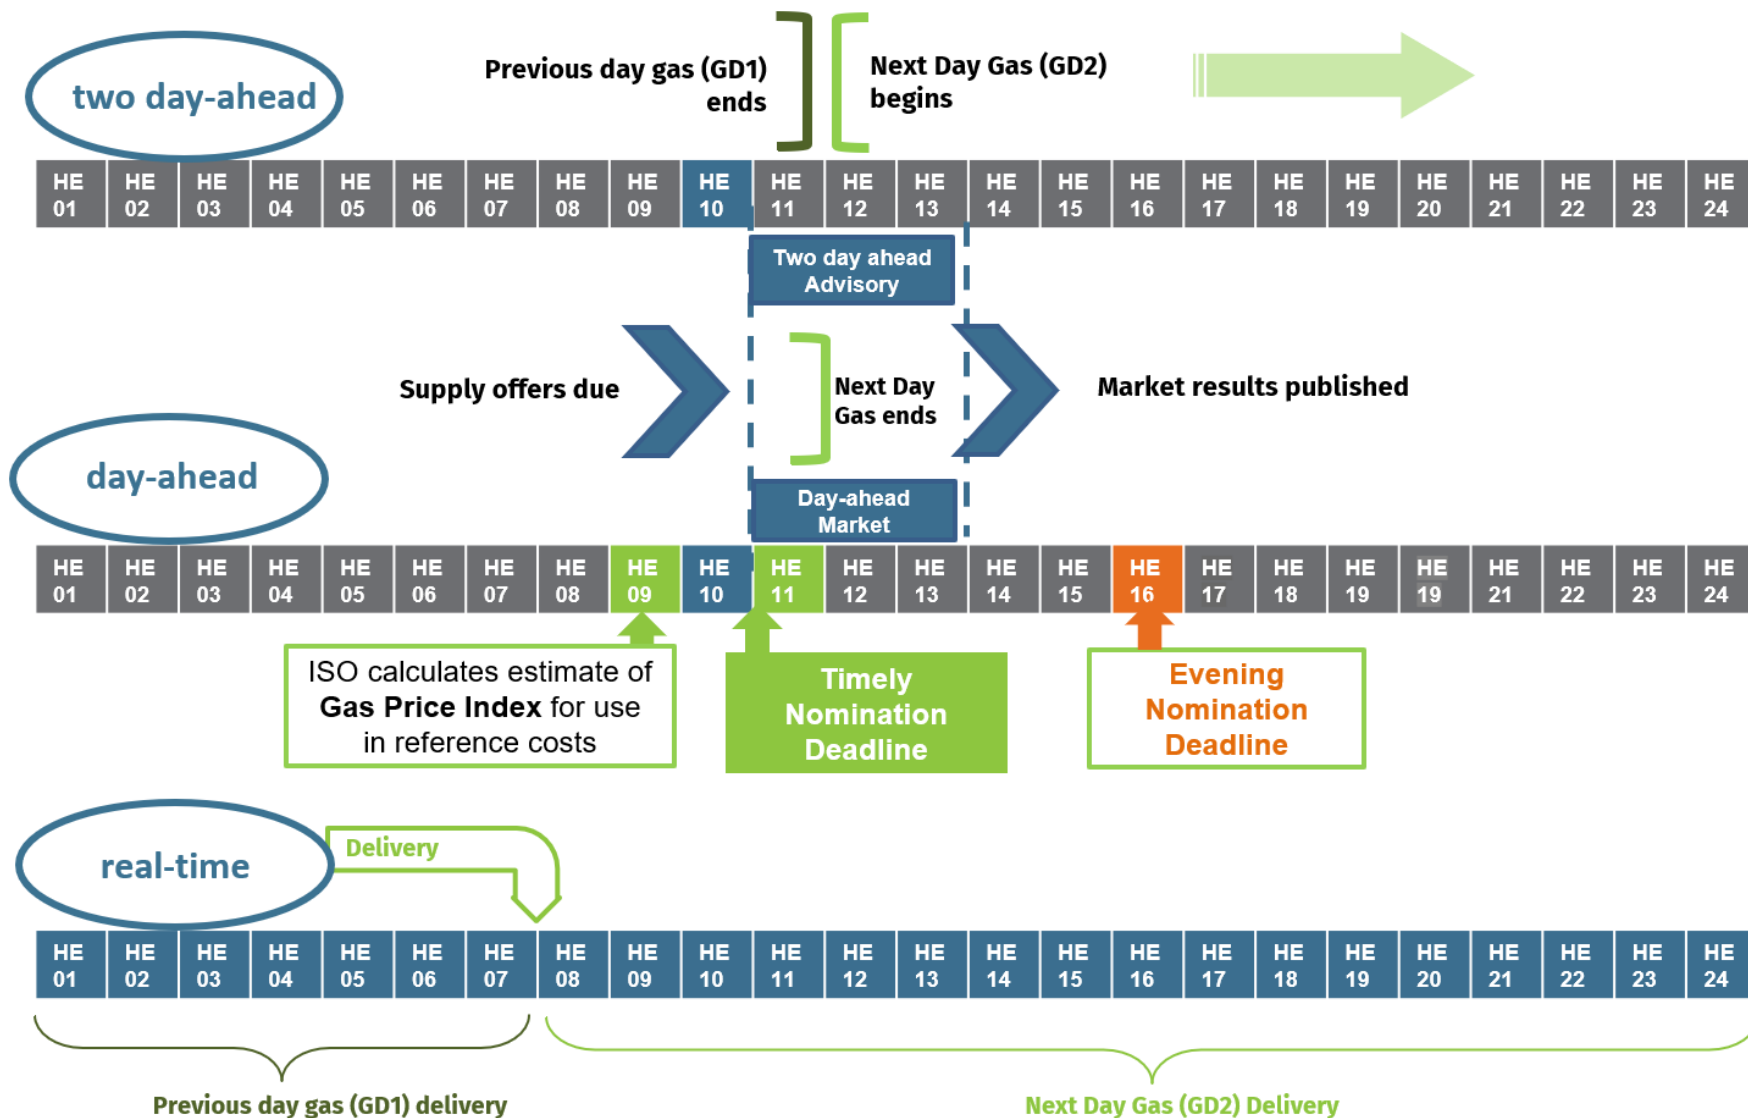 two day-ahead
Previous day gas (GD1)
ends
Next Day Gas (GD2)
begins
HE 01 HE 02 HE 03 HE 04 HE 05 HE 06 HE 07 HE 08 HE 09 HE 10 HE 11 HE 12 HE 13 HE 14 HE 15 HE 16 HE 17 HE 18 HE 19 HE 20 HE 21 HE 22 HE 23 HE 24
Two day ahead
Advisory
Supply offers due
Next Day
Gas ends
Market results published
day-ahead
Day-ahead
Market
HE 01 HE 02 HE 03 HE 04 HE 05 HE 06 HE 07 HE 08 HE 09 HE 10 HE 11 HE 12 HE 13 HE 14 HE 15 HE 16 HE 17 HE 18 HE 19 HE 19 HE 21 HE 22 HE 23 HE 24
ISO calculates estimate of
Gas Price Index for use
in reference costs
Timely
Nomination
Deadline
Evening
Nomination
Deadline
real-time
Delivery
HE 01 HE 02 HE 03 HE 04 HE 05 HE 06 HE 07 HE 08 HE 09 HE 10 HE 11 HE 12 HE 13 HE 14 HE 15 HE 16 HE 17 HE 18 HE 19 HE 20 HE 21 HE 22 HE 23 HE 24
Previous day gas (GD1) delivery
Next Day Gas (GD2) Delivery